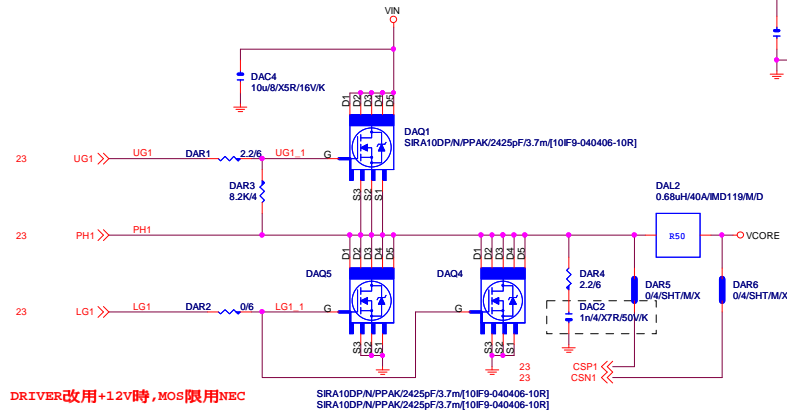 VIN
DAC4
10u/8/X5R/16V/K
D1
D2
D3
D4
D5
DAQ1
SIRA10DP/N/PPAK/2425pF/3.7m/[10IF9-040406-10R]
23
UG1
UG1
DAR1
2.2/6
UG1_1
G
DAR3
8.2K/4
S3
S2
S1
DAL2
0.68uH/40A/IMD119/M/D
23
PH1
PH1
R50
VCORE
D1
D2
D3
D4
D5
D1
D2
D3
D4
D5
DAQ5
DAQ4
DAR4
2.2/6
DAR5
0/4/SHT/M/X
DAR6
0/4/SHT/M/X
23
LG1
LG1
DAR2
0/6
LG1_1
G
G
DAC2
1n/4/X7R/50V/K
S3
S2
S1
S3
S2
S1
23
CSP1
23
CSN1
DRIVER改用+12V時,MOS限用NEC
SIRA10DP/N/PPAK/2425pF/3.7m/[10IF9-040406-10R]
SIRA10DP/N/PPAK/2425pF/3.7m/[10IF9-040406-10R]